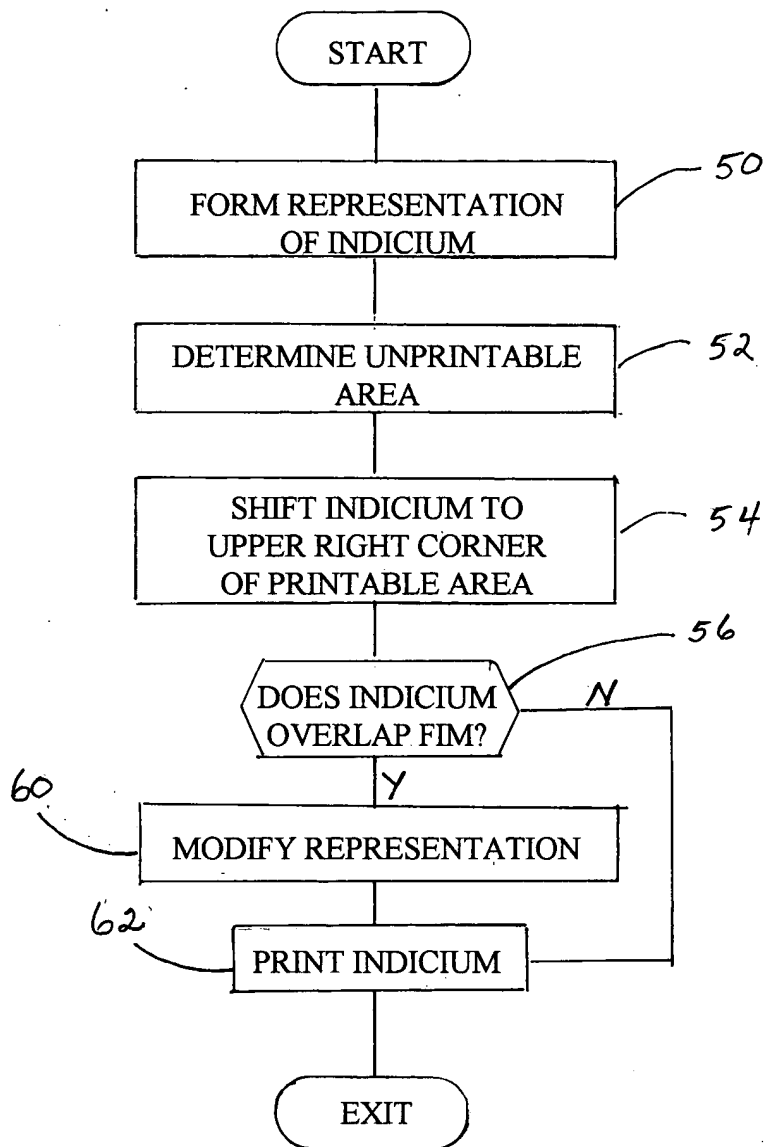 START
50
FORM REPRESENTATION
OF INDICIUM
52
DETERMINE UNPRINTABLE
AREA
54
SHIFT INDICIUM TO
UPPER RIGHT CORNER
OF PRINTABLE AREA
56
DOES INDICIUM
OVERLAP FIM?
N
Y
60
MODIFY REPRESENTATION
62
PRINT INDICIUM
EXIT